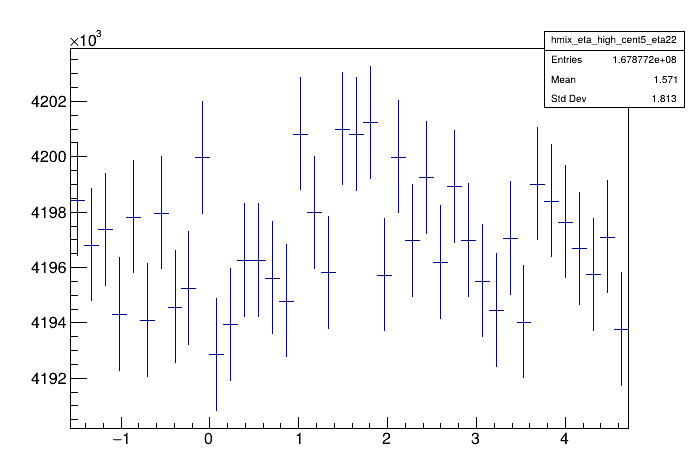 ×10³
hmix_eta_high_cent5_eta22
Entries 1.678772e+08
Mean 1.571
Std Dev 1.813
4202
4200
4198
4196
4194
4192
−1 0 1 2 3 4